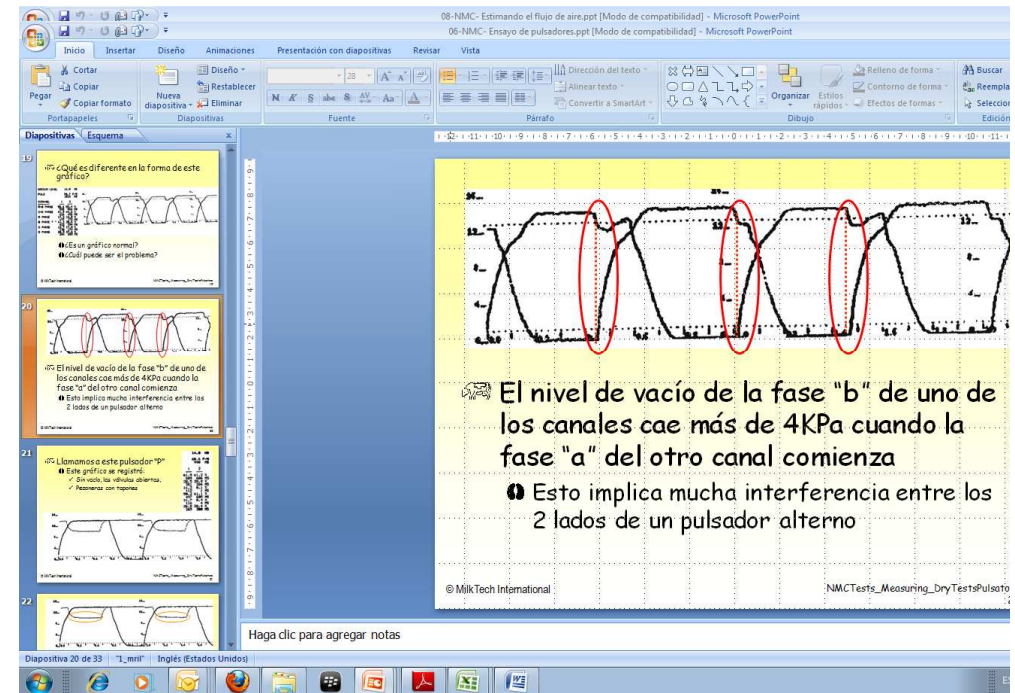 08-NMC- Estimando el flujo de aire.ppt [Modo de compatibilidad] - Microsoft PowerPoint
06-NMC- Ensayo de pulsadores.ppt [Modo de compatibilidad] - Microsoft PowerPoint
Inicio Insertar Diseño Animaciones Presentación con diapositivas Revisar Vista
Pegar
Cortar
Copiar
Copiar formato
Portapapeles
Nueva diapositiva
Diseño
Restablecer
Eliminar
Diapositivas
28
Fuente
Dirección del texto
Alinear texto
Convertir a SmartArt
Párrafo
Organizar
Estilos rápidos
Relleno de forma
Contorno de forma
Efectos de formas
Dibujo
Buscar
Reempla
Seleccion
Edición
Diapositivas Esquema
19
¿Qué es diferente en la forma de este
gráfico?
¿Es un gráfico normal?
¿Cuál puede ser el problema?
20
El nivel de vacío de la fase "b" de uno de
los canales cae más de 4KPa cuando la
fase "a" del otro canal comienza
Esto implica mucha interferencia entre los
2 lados de un pulsador alterno
21
Llamamos a este pulsador "P"
Este gráfico se registró:
Sin vacío, las válvulas abiertas,
Pezoneras con tapones
22
El nivel de vacío de la fase "b" de uno de
los canales cae más de 4KPa cuando la
fase "a" del otro canal comienza
Esto implica mucha interferencia entre los
2 lados de un pulsador alterno
© MilkTech International
NMCTests_Measuring_DryTestsPulsato
Haga clic para agregar notas
Diapositiva 20 de 33 "1_mril" Inglés (Estados Unidos)
ES